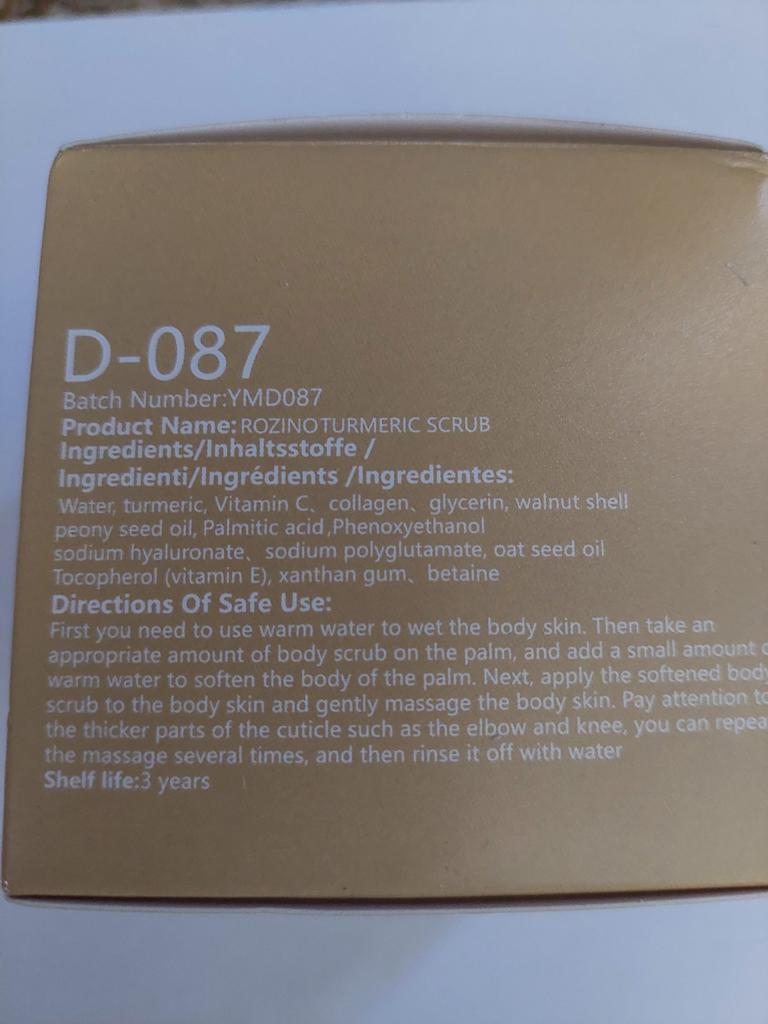 D-087
Batch Number:YMD087
Product Name:ROZINOTURMERIC SCRUB
Ingredients/Inhaltsstoffe /
Ingredienti/Ingrédients /Ingredientes:
Water, turmeric, Vitamin C、collagen、glycerin, walnut shell
peony seed oil, Palmitic acid,Phenoxyethanol
sodium hyaluronate、sodium polyglutamate, oat seed oil
Tocopherol (vitamin E), xanthan gum、betaine
Directions Of Safe Use:
First you need to use warm water to wet the body skin. Then take an
appropriate amount of body scrub on the palm, and add a small amount
warm water to soften the body of the palm. Next, apply the softened body
scrub to the body skin and gently massage the body skin. Pay attention to
the thicker parts of the cuticle such as the elbow and knee, you can repea
the massage several times, and then rinse it off with water
Shelf life:3 years